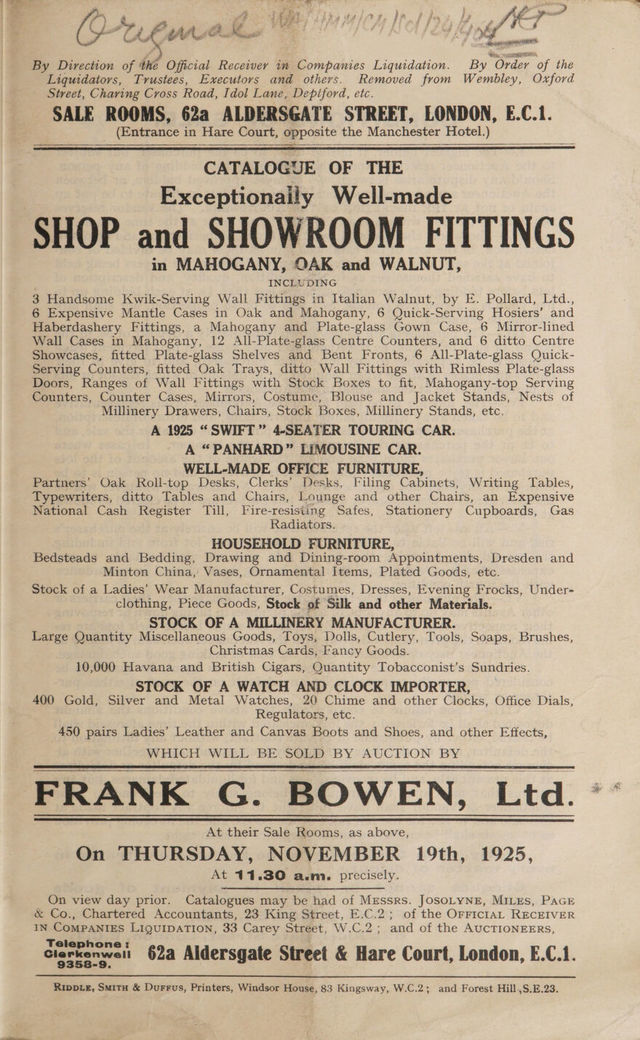 Original
By Direction of the Official Receiver in Companies Liquidation. By Order of the
Liquidators, Trustees, Executors and others. Removed from Wembley, Oxford
Street, Charing Cross Road, Idol Lane, Deptford, etc.
SALE ROOMS, 62a ALDERSGATE STREET, LONDON, E.C.1.
(Entrance in Hare Court, opposite the Manchester Hotel.)
CATALOGUE OF THE
Exceptionally Well-made
SHOP and SHOWROOM FITTINGS
in MAHOGANY, OAK and WALNUT,
INCLUDING
3 Handsome Kwik-Serving Wall Fittings in Italian Walnut, by E. Pollard, Ltd.,
6 Expensive Mantle Cases in Oak and Mahogany, 6 Quick-Serving Hosiers' and
Haberdashery Fittings, a Mahogany and Plate-glass Gown Case, 6 Mirror-lined
Wall Cases in Mahogany, 12 All-Plate-glass Centre Counters, and 6 ditto Centre
Showcases, fitted Plate-glass Shelves and Bent Fronts, 6 All-Plate-glass Quick-
Serving Counters, fitted Oak Trays, ditto Wall Fittings with Rimless Plate-glass
Doors, Ranges of Wall Fittings with Stock Boxes to fit, Mahogany-top Serving
Counters, Counter Cases, Mirrors, Costume, Blouse and Jacket Stands, Nests of
Millinery Drawers, Chairs, Stock Boxes, Millinery Stands, etc.
A 1925 "SWIFT" 4-SEATER TOURING CAR.
A "PANHARD" LIMOUSINE CAR.
WELL-MADE OFFICE FURNITURE,
Partners' Oak Roll-top Desks, Clerks' Desks, Filing Cabinets, Writing Tables,
Typewriters, ditto Tables and Chairs, Lounge and other Chairs, an Expensive
National Cash Register Till, Fire-resisting Safes, Stationery Cupboards, Gas
Radiators.
HOUSEHOLD FURNITURE,
Bedsteads and Bedding, Drawing and Dining-room Appointments, Dresden and
Minton China, Vases, Ornamental Items, Plated Goods, etc.
Stock of a Ladies' Wear Manufacturer, Costumes, Dresses, Evening Frocks, Under-
clothing, Piece Goods, Stock of Silk and other Materials.
STOCK OF A MILLINERY MANUFACTURER.
Large Quantity Miscellaneous Goods, Toys, Dolls, Cutlery, Tools, Soaps, Brushes,
Christmas Cards, Fancy Goods.
10,000 Havana and British Cigars, Quantity Tobacconist's Sundries.
STOCK OF A WATCH AND CLOCK IMPORTER,
400 Gold, Silver and Metal Watches, 20 Chime and other Clocks, Office Dials,
Regulators, etc.
450 pairs Ladies' Leather and Canvas Boots and Shoes, and other Effects,
WHICH WILL BE SOLD BY AUCTION BY
FRANK G. BOWEN, Ltd.
At their Sale Rooms, as above,
On THURSDAY, NOVEMBER 19th, 1925,
At 11.30 a.m. precisely.
On view day prior. Catalogues may be had of MESSRS. JOSOLYNE, MILES, PAGE
& Co., Chartered Accountants, 23 King Street, E.C.2; of the OFFICIAL RECEIVER
IN COMPANIES LIQUIDATION, 33 Carey Street, W.C.2; and of the AUCTIONEERS,
Telephone:
Clerkenwell
9358-9.
62a Aldersgate Street & Hare Court, London, E.C.1.
RIDDLE, SMITH & DUFFUS, Printers, Windsor House, 83 Kingsway, W.C.2; and Forest Hill, S.E.23.